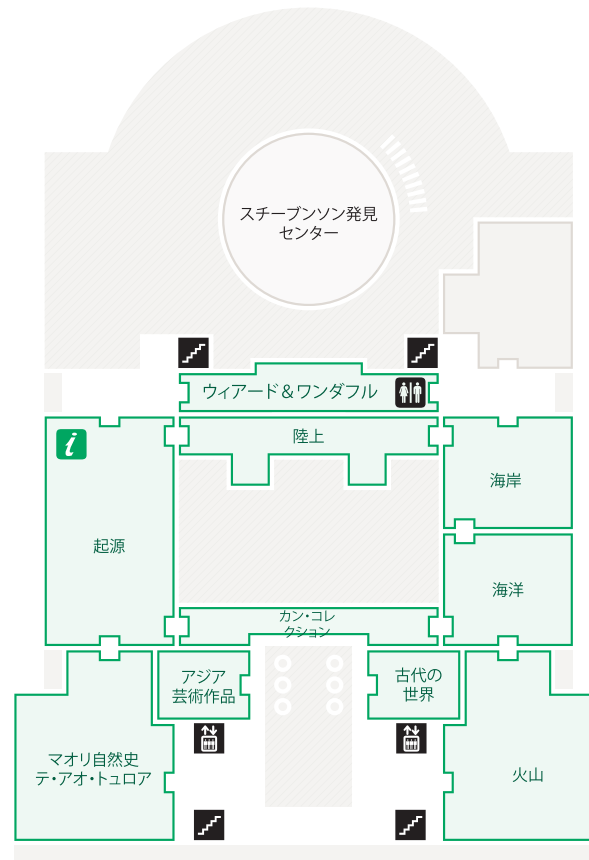 スチーブンソン発見
センター
ウィアード＆ワンダフル
陸上
海岸
起源
海洋
カン・コレ
クション
アジア
芸術作品
古代の
世界
マオリ自然史
テ・アオ・トュロア
火山